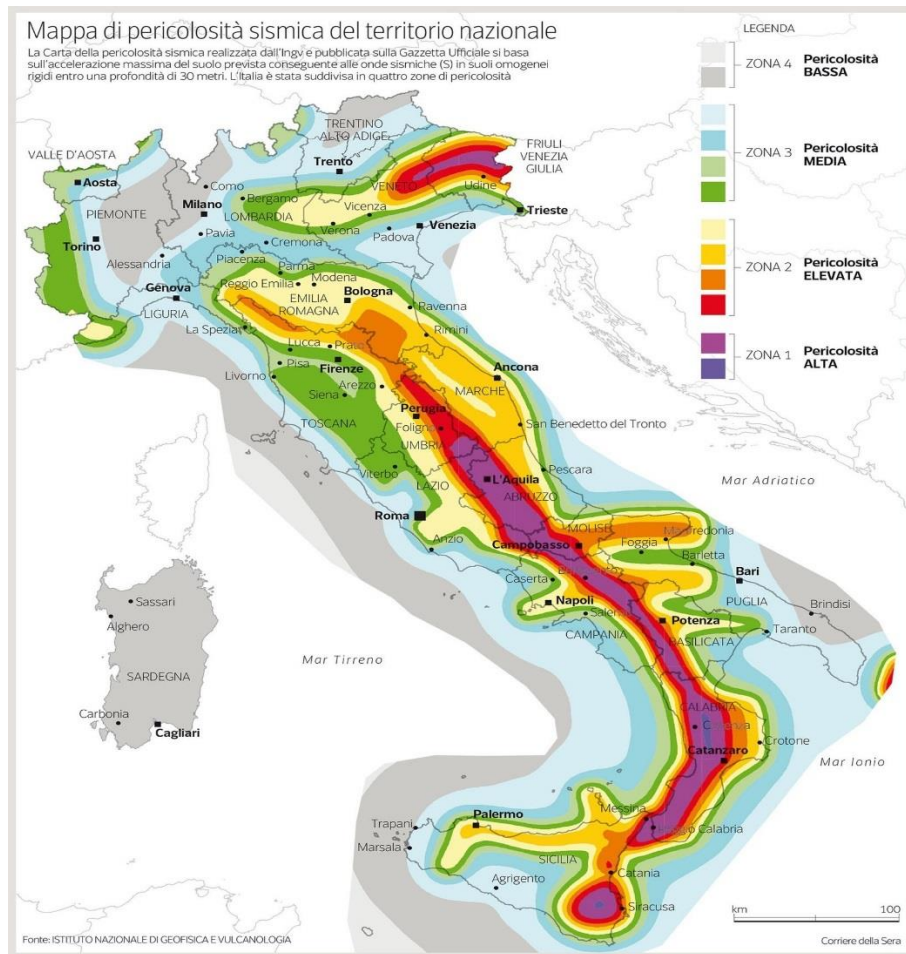 Mappa di pericolosità sismica del territorio nazionale
La Carta della pericolosità sismica realizzata dall'Ingv e pubblicata sulla Gazzetta Ufficiale si basa
sull'accelerazione massima del suolo prevista conseguente alle onde sismiche (S) in suoli omogenei
rigidi entro una profondità di 30 metri. L'Italia è stata suddivisa in quattro zone di pericolosità
LEGENDA
ZONA 4
Pericolosità
BASSA
ZONA 3
Pericolosità
MEDIA
ZONA 2
Pericolosità
ELEVATA
ZONA 1
Pericolosità
ALTA
TRENTINO
ALTO ADIGE
FRIULI
VENEZIA
GIULIA
VALLE D'AOSTA
Trento
Aosta
Como
VENETO
Udine
Bergamo
PIEMONTE
Milano
LOMBARDIA
Vicenza
Trieste
Verona
Venezia
Padova
Torino
Pavia
Cremona
Piacenza
Alessandria
Parma
Modena
Reggio Emilia
Genova
EMILIA
ROMAGNA
Bologna
Ravenna
LIGURIA
La Spezia
Rimini
Lucca
Prato
Pisa
Firenze
Ancona
Livorno
Arezzo
MARCHE
Siena
Perugia
TOSCANA
Foligno
San Benedetto del Tronto
UMBRIA
Viterbo
Pescara
LAZIO
L'Aquila
ABRUZZO
Mar Adriatico
Roma
MOLISE
Manfredonia
Anzio
Campobasso
Foggia
Barletta
Caserta
Bari
Napoli
PUGLIA
Brindisi
Potenza
CAMPANIA
BASILICATA
Taranto
Sassari
Alghero
SARDEGNA
Mar Tirreno
Carbonia
Cagliari
CALABRIA
Crotone
Catanzaro
Mar Ionio
Messina
Palermo
Trapani
Reggio Calabria
Marsala
SICILIA
Catania
Agrigento
Siracusa
km
100
Fonte: ISTITUTO NAZIONALE DI GEOFISICA E VULCANOLOGIA
Corriere della Sera